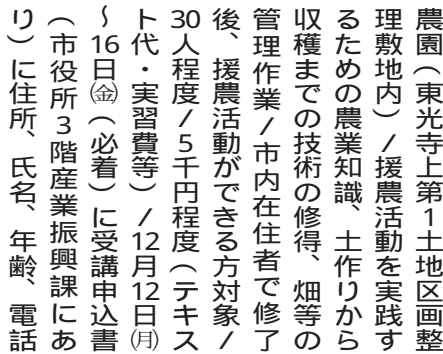 農園（東光寺上第1土地区画整
理敷地内）/援農活動を実践す
るための農業知識、土作りから
収穫までの技術の修得、畑等の
管理作業/市内在住者で修了
後、援農活動ができる方対象/
30人程度/5千円程度（テキス
ト代・実習費等）/12月12日㈪
～16日㈮（必着）に受講申込書
（市役所3階産業振興課にあ
り）に住所、氏名、年齢、電話